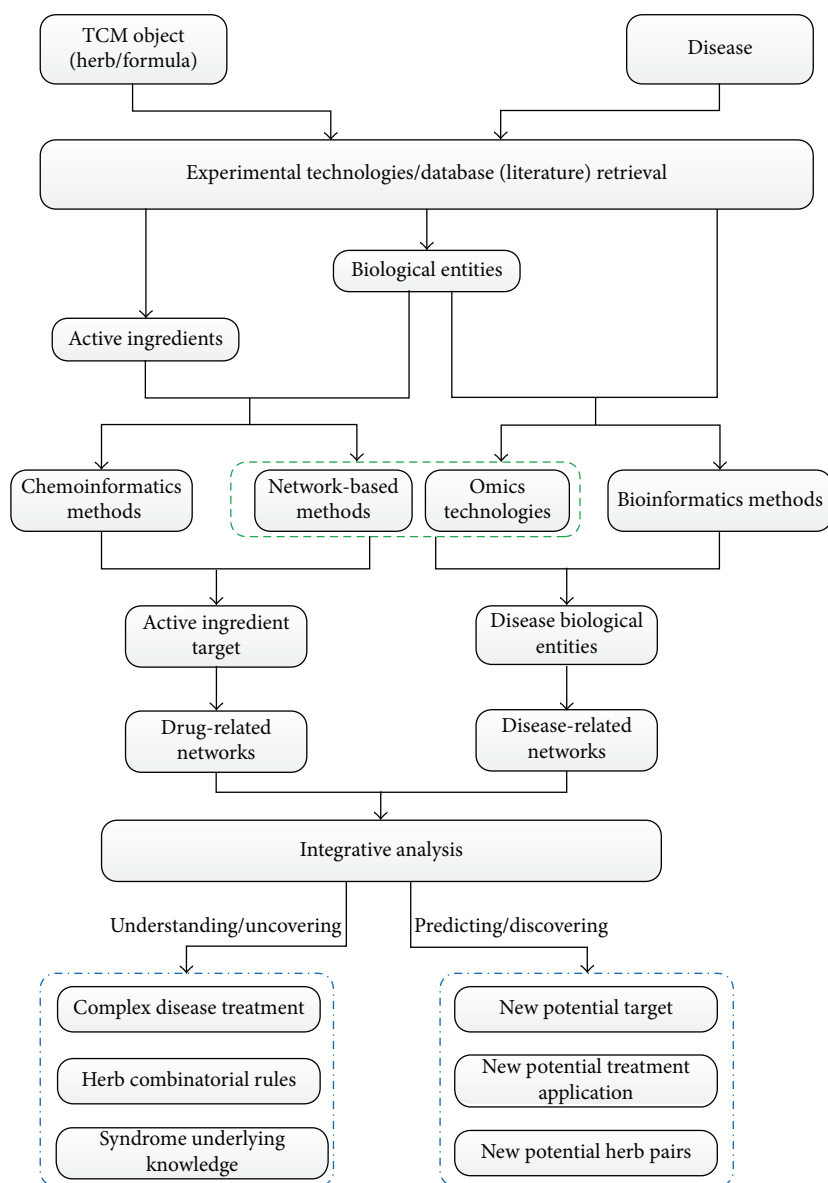 TCM object
(herb/formula)
Disease
Experimental technologies/database (literature) retrieval
Biological entities
Active ingredients
Chemoinformatics
methods
Network-based
methods
Omics
technologies
Bioinformatics methods
Active ingredient
target
Disease biological
entities
Drug-related
networks
Disease-related
networks
Integrative analysis
Understanding/uncovering
Predicting/discovering
Complex disease treatment
Herb combinatorial rules
Syndrome underlying
knowledge
New potential target
New potential treatment
application
New potential herb pairs